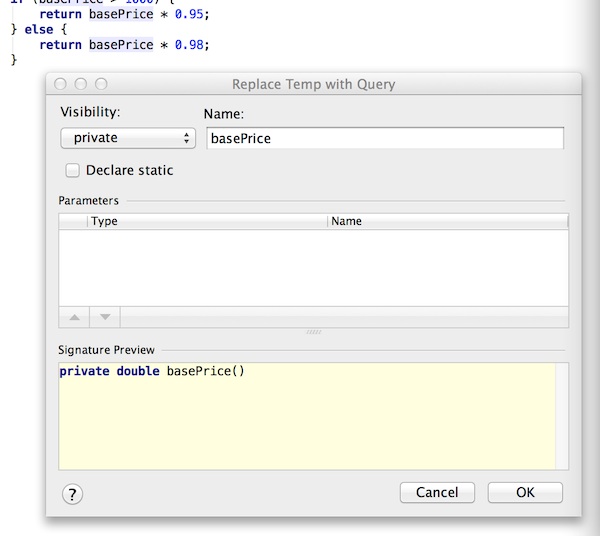 if (basePrice > 1000) {
return basePrice * 0.95;
} else {
return basePrice * 0.98;
}
Replace Temp with Query
Visibility:
Name:
private
basePrice
Declare static
Parameters
Type
Name
Signature Preview
private double basePrice()
?
Cancel
OK